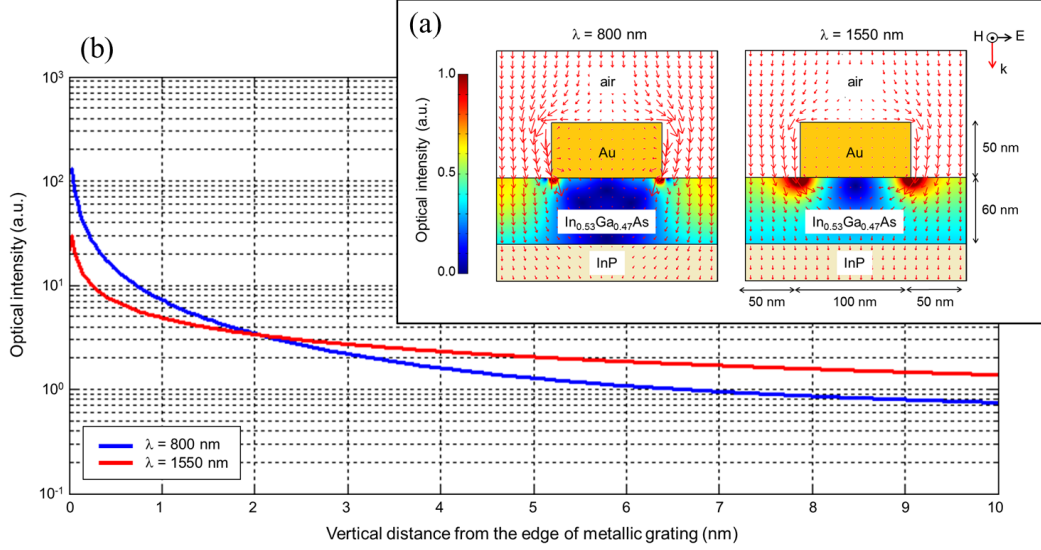 (a)
(b)
λ = 800 nm
λ = 1550 nm
H E
k
Optical intensity (a.u.)
1.0
0.5
0.0
air
Au
In0.53Ga0.47As
InP
air
Au
In0.53Ga0.47As
InP
50 nm
60 nm
50 nm
100 nm
50 nm
Optical intensity (a.u.)
10³
10²
10¹
10⁰
10⁻¹
λ = 800 nm
λ = 1550 nm
0 1 2 3 4 5 6 7 8 9 10
Vertical distance from the edge of metallic grating (nm)